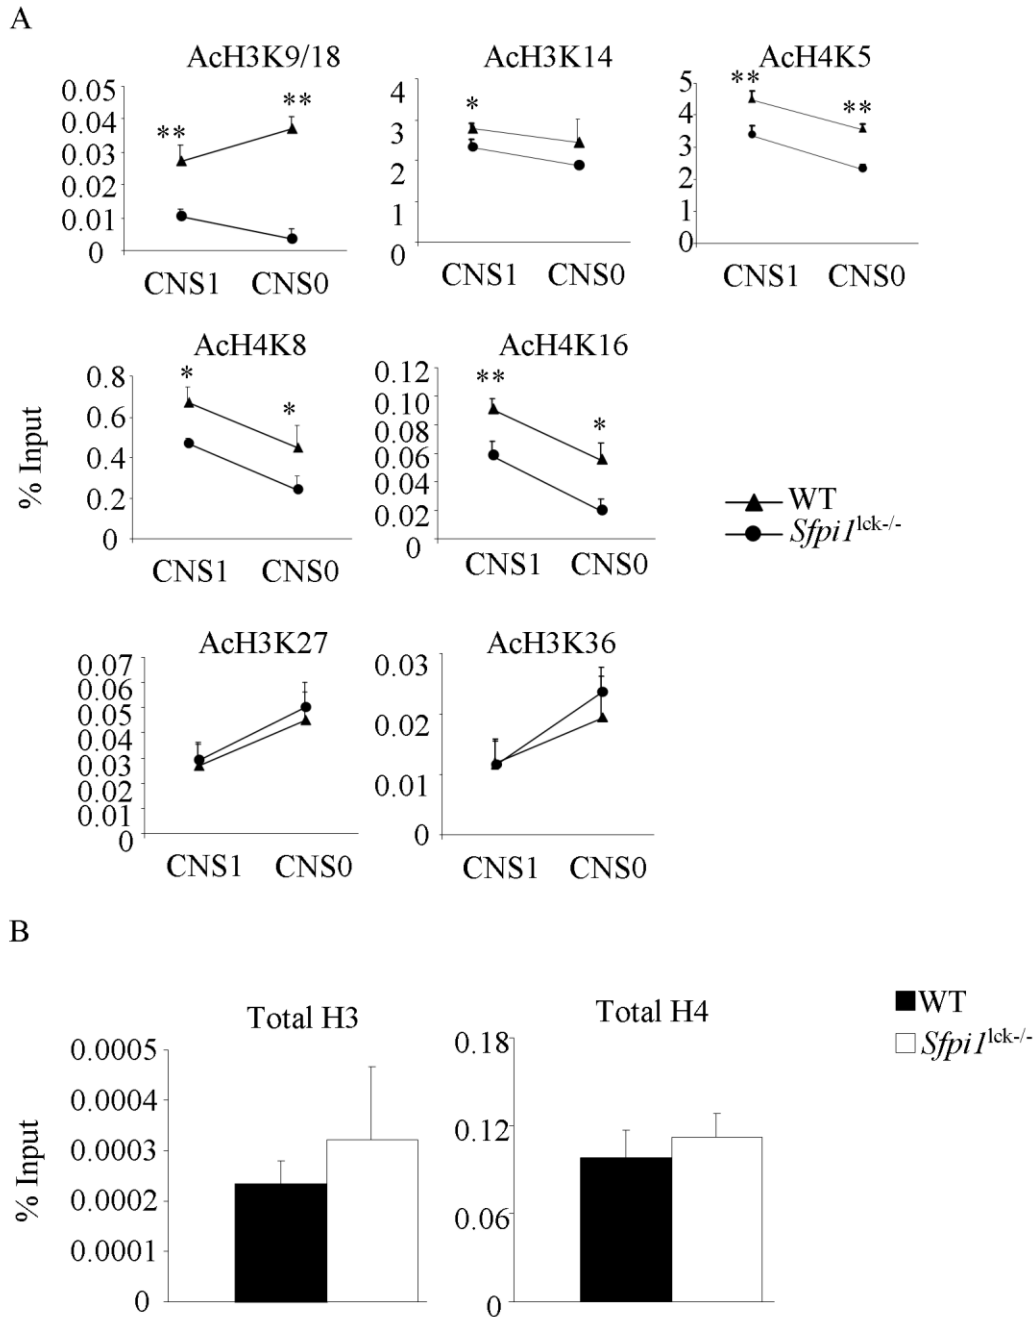 A
AcH3K9/18
0.05
0.04
0.03
0.02
0.01
0
**
**
CNS1 CNS0
AcH3K14
4
3
2
1
0
*
CNS1 CNS0
AcH4K5
5
4
3
2
1
0
**
**
CNS1 CNS0
% Input
AcH4K8
0.8
0.6
0.4
0.2
0
*
*
CNS1 CNS0
AcH4K16
0.12
0.10
0.08
0.06
0.04
0.02
0
**
*
CNS1 CNS0
WT
Sfpi1lck-/-
AcH3K27
0.07
0.06
0.05
0.04
0.03
0.02
0.01
0
CNS1 CNS0
AcH3K36
0.03
0.02
0.01
0
CNS1 CNS0
B
% Input
Total H3
0.0005
0.0004
0.0003
0.0002
0.0001
0
Total H4
0.18
0.12
0.06
0
WT
Sfpi1lck-/-